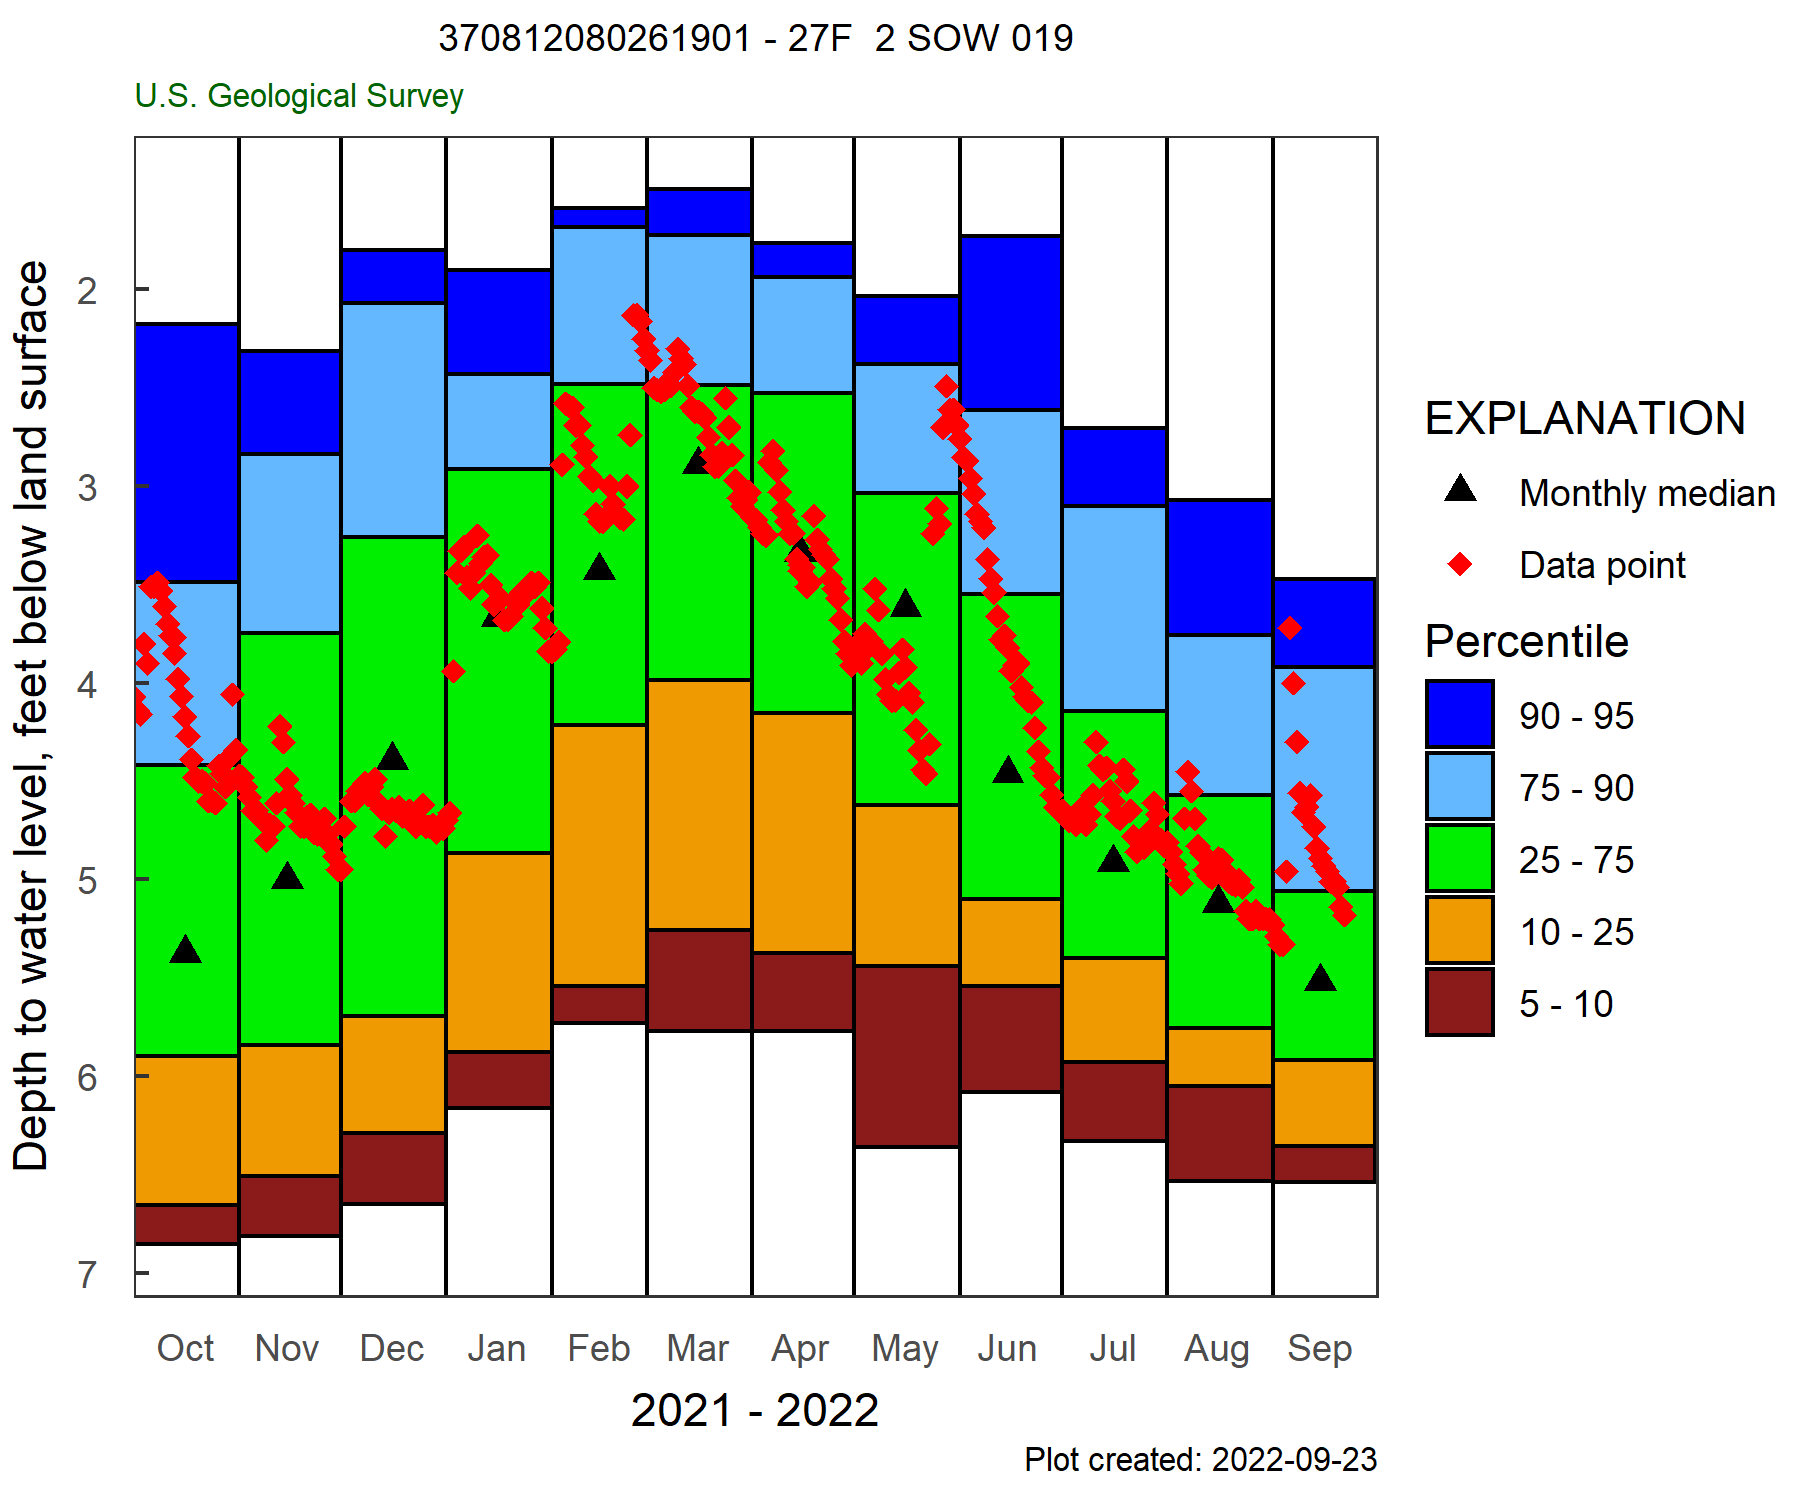 370812080261901 - 27F  2 SOW 019
U.S. Geological Survey
Depth to water level, feet below land surface
2
3
4
5
6
7
Oct Nov Dec Jan Feb Mar Apr May Jun Jul Aug Sep
2021 - 2022
EXPLANATION
Monthly median
Data point
Percentile
90 - 95
75 - 90
25 - 75
10 - 25
5 - 10
Plot created: 2022-09-23